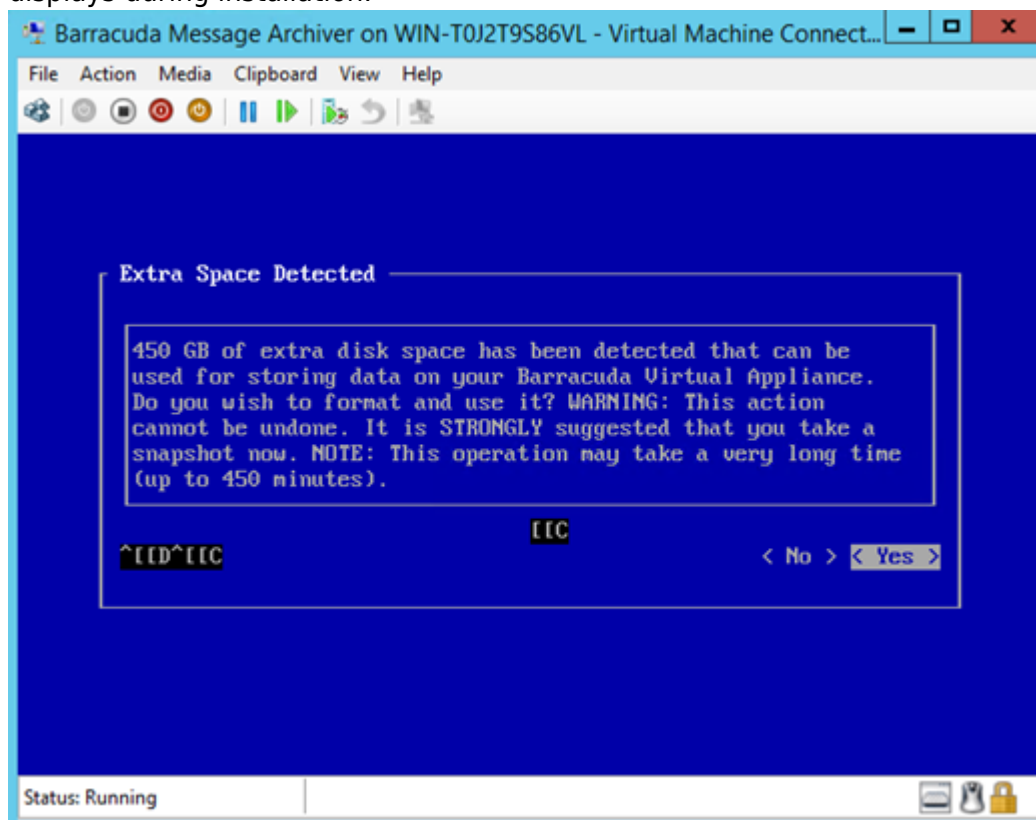 displays during installation.
Barracuda Message Archiver on WIN-T0J2T9S86VL - Virtual Machine Connect...
File Action Media Clipboard View Help
Extra Space Detected
450 GB of extra disk space has been detected that can be
used for storing data on your Barracuda Virtual Appliance.
Do you wish to format and use it? WARNING: This action
cannot be undone. It is STRONGLY suggested that you take a
snapshot now. NOTE: This operation may take a very long time
(up to 450 minutes).
[[C
^[[D^[[C < No > < Yes >
Status: Running